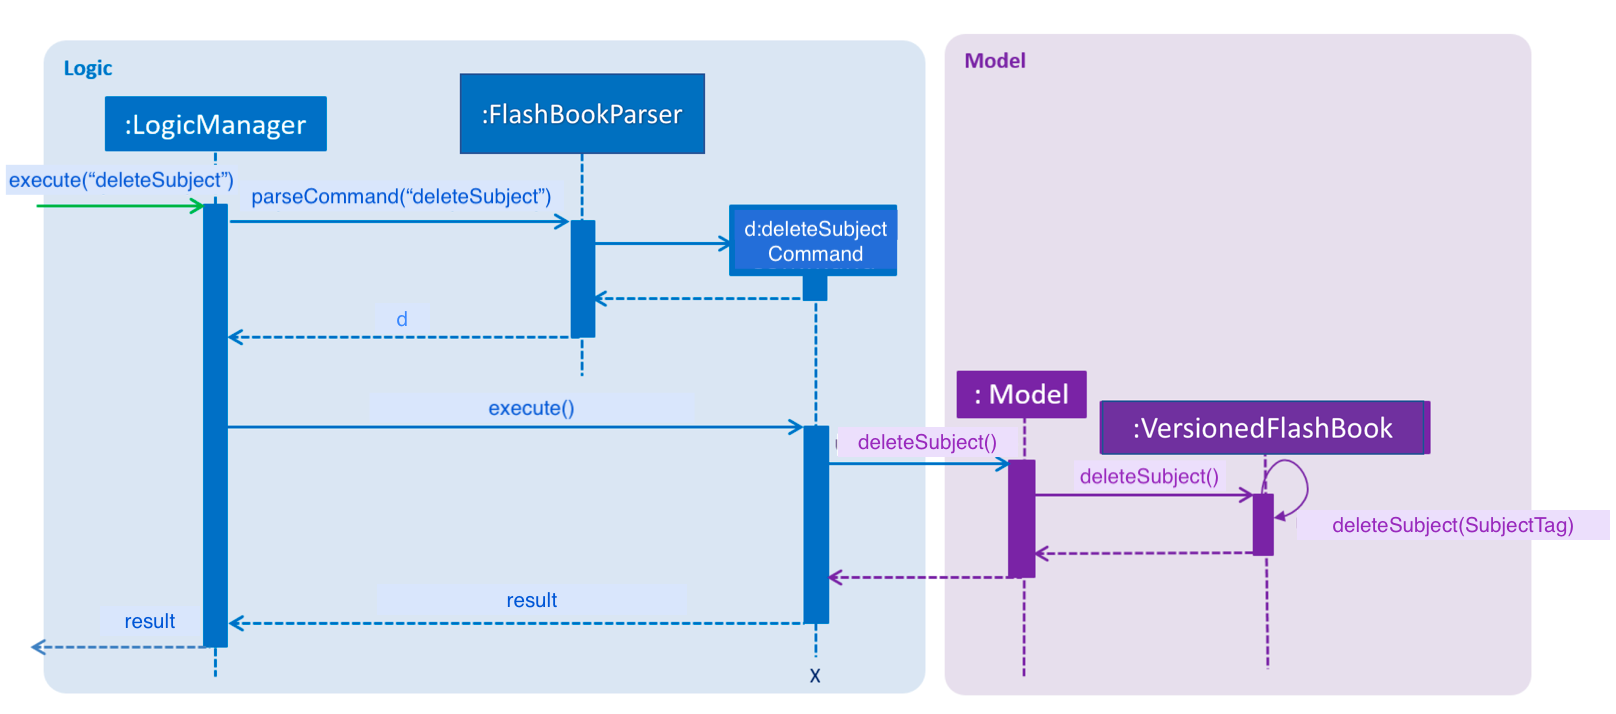 Logic
Model
:LogicManager
:FlashBookParser
execute(“deleteSubject”)
parseCommand(“deleteSubject”)
d:deleteSubject
Command
d
execute()
: Model
:VersionedFlashBook
deleteSubject()
deleteSubject()
deleteSubject(SubjectTag)
result
result
X